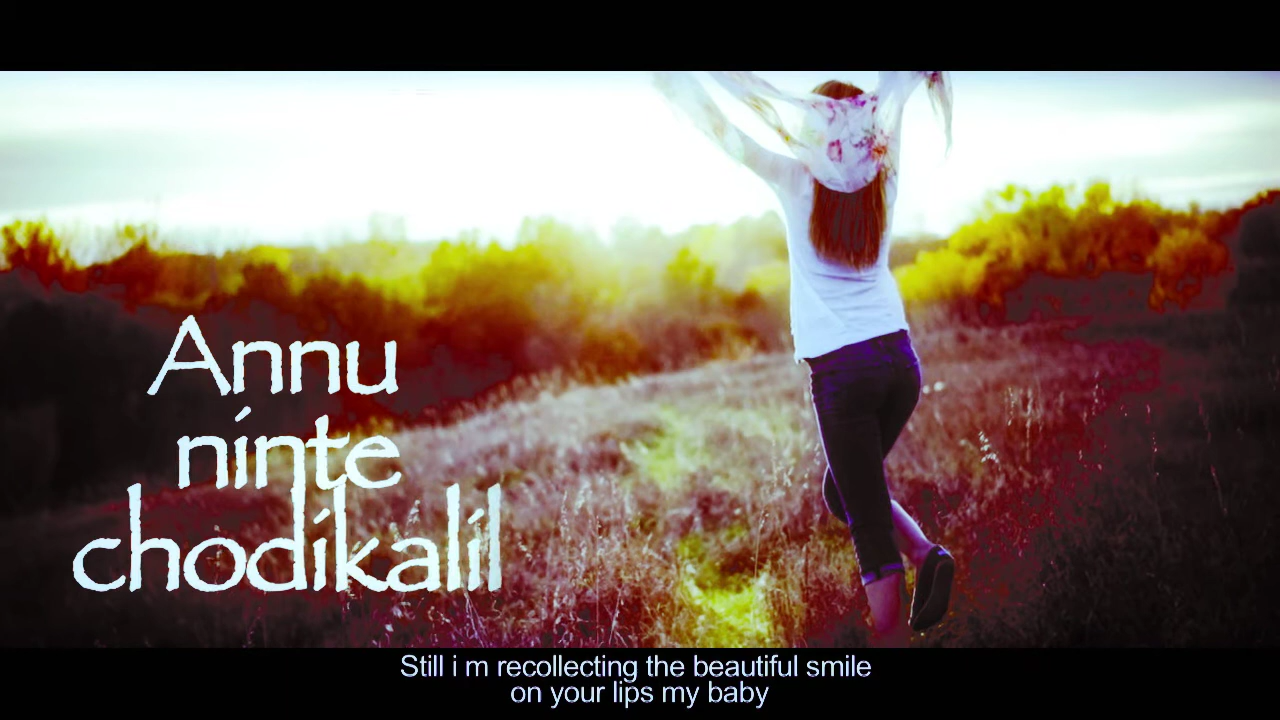 Annu
ninte
chodikalil
Still i m recollecting the beautiful smile
on your lips my baby